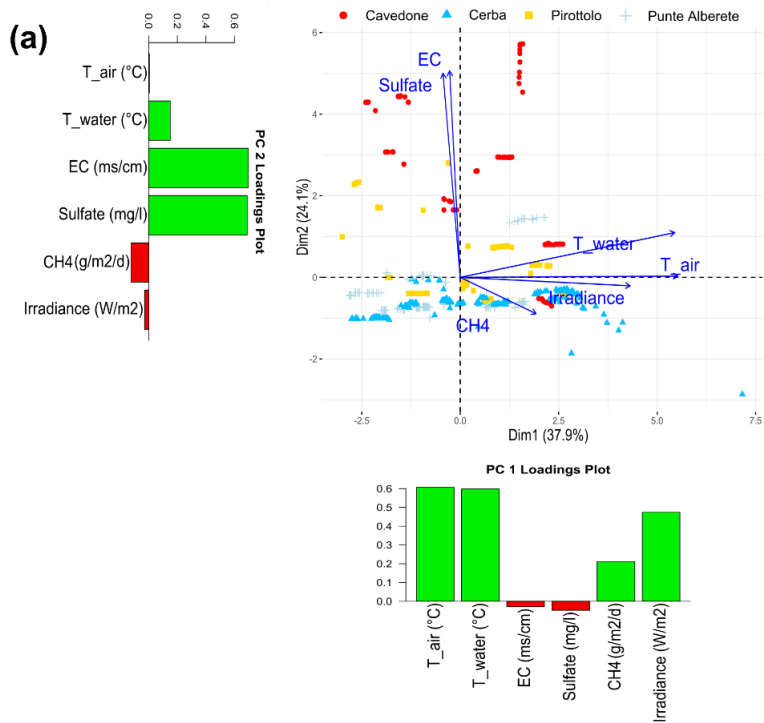 (a)
0.0
0.2
0.4
0.6
T_air (°C)
T_water (°C)
EC (ms/cm)
Sulfate (mg/l)
CH4(g/m2/d)
Irradiance (W/m2)
PC 2 Loadings Plot
Cavedone Cerba Pirottolo Punte Alberete
6
4
2
0
-2
Dim2 (24.1%)
EC
Sulfate
T_water
T_air
Irradiance
CH4
-2.5 0.0 2.5 5.0 7.5
Dim1 (37.9%)
PC 1 Loadings Plot
0.6
0.5
0.4
0.3
0.2
0.1
0.0
T_air (°C)
T_water (°C)
EC (ms/cm)
Sulfate (mg/l)
CH4 (g/m2/d)
Irradiance (W/m2)